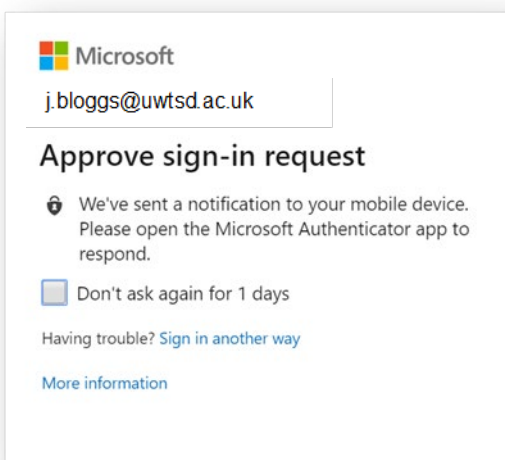 Microsoft
j.bloggs@uwtsd.ac.uk
Approve sign-in request
We've sent a notification to your mobile device.
Please open the Microsoft Authenticator app to
respond.
Don't ask again for 1 days
Having trouble? Sign in another way
More information